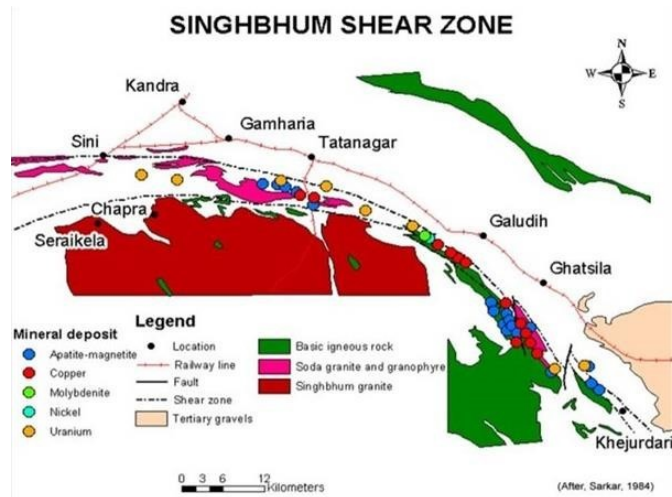 SINGHBHUM SHEAR ZONE
N
W E
S
Kandra
Gamharia
Sini
Tatanagar
Chapra
Seraikela
Galudih
Ghatsila
Khejurdari
Mineral deposit
Apatite-magnetite
Copper
Molybdenite
Nickel
Uranium
Legend
Location
Railway line
Fault
Shear zone
Tertiary gravels
Basic igneous rock
Soda granite and granophyre
Singhbhum granite
0 3 6 12
Kilometers
(After, Sarkar, 1984)